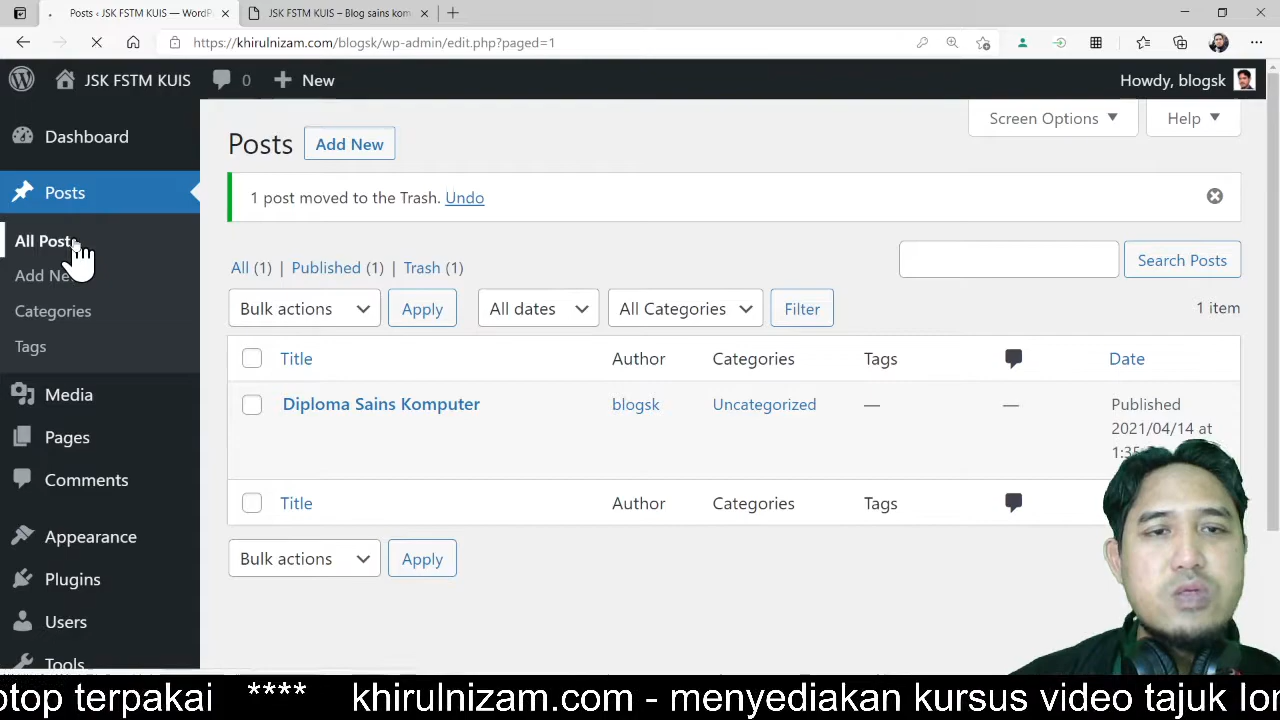 Posts ‹ JSK FSTM KUIS — WordP
JSK FSTM KUIS – Blog sains kom
https://khirulnizam.com/blogsk/wp-admin/edit.php?paged=1
JSK FSTM KUIS 0 New Howdy, blogsk
Dashboard
Posts
All Posts
Add Ne
Categories
Tags
Media
Pages
Comments
Appearance
Plugins
Users
Tools
Screen Options Help
Posts Add New
1 post moved to the Trash. Undo
All (1) | Published (1) | Trash (1)
Search Posts
Bulk actions Apply All dates All Categories Filter 1 item
Title Author Categories Tags Date
Diploma Sains Komputer blogsk Uncategorized — — Published
2021/04/14 at
1:35
Title Author Categories Tags
Bulk actions Apply
otop terpakai **** khirulnizam.com - menyediakan kursus video tajuk lor